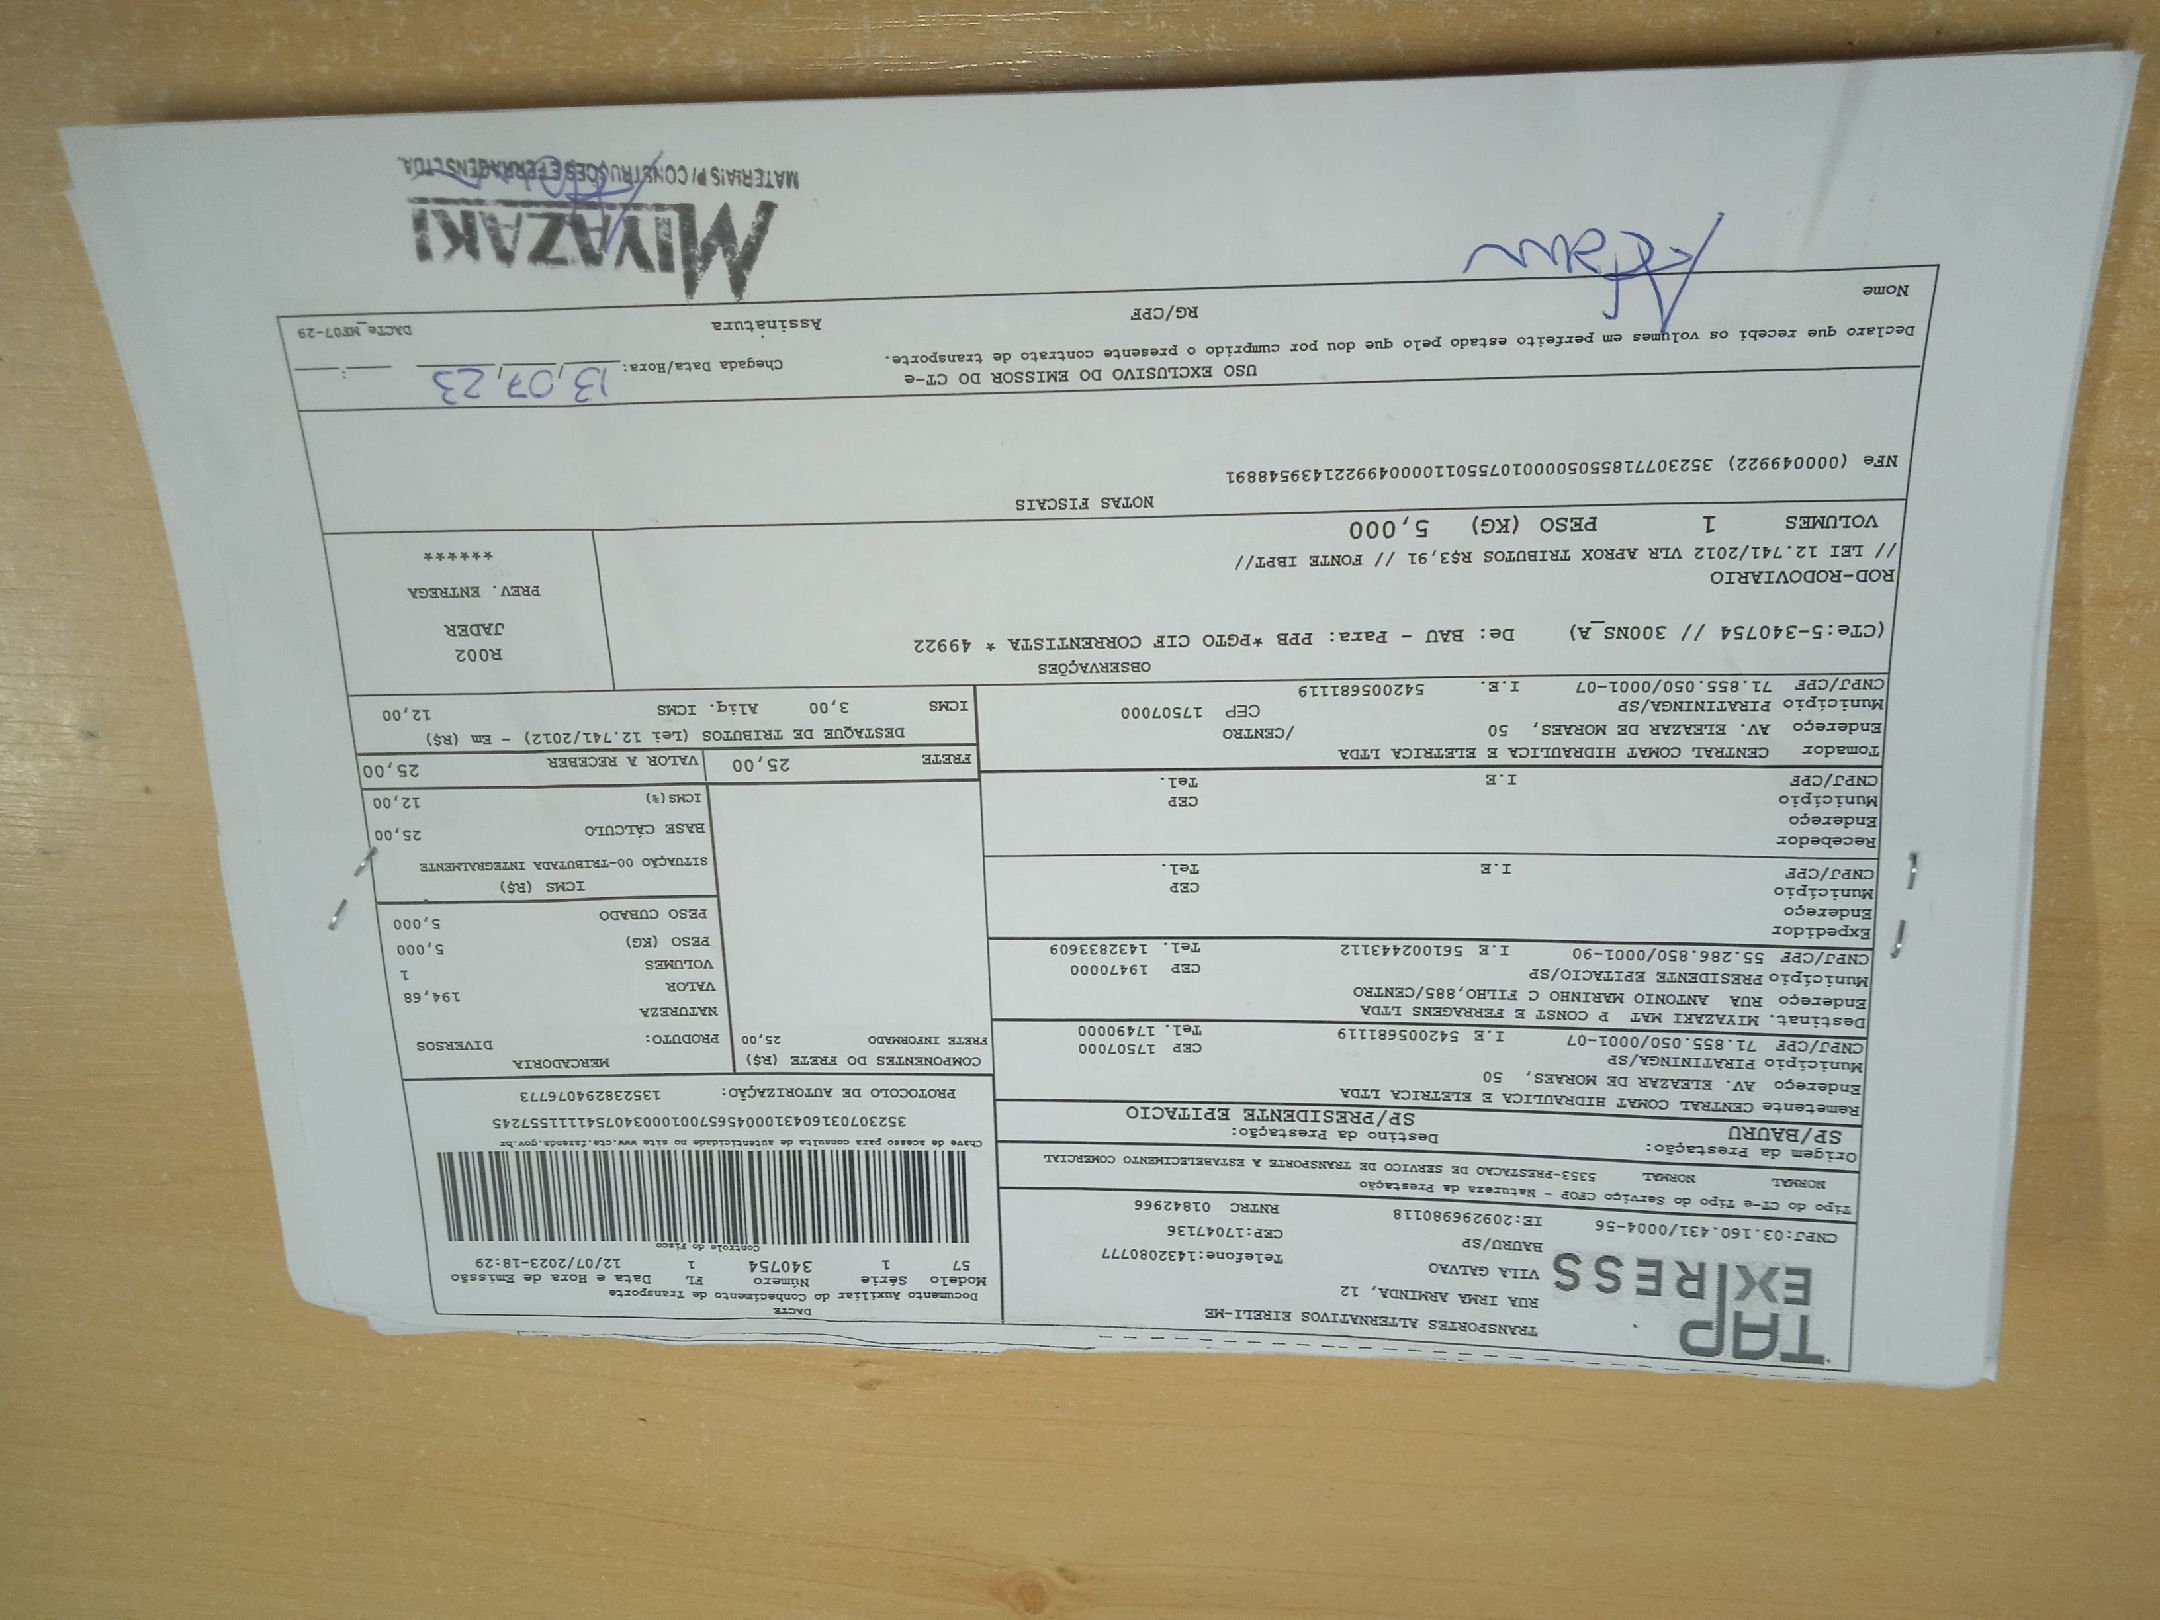 TAP
EXPRESS
TRANSPORTES ALTERNATIVOS EIRELI-ME
RUA IRMA ARMINDA, 12
VILA GALVAO Telefone:1432080777
BAURU/SP CEP:17047136
CNPJ:03.160.431/0004-56 IE:209296980118 RNTRC 01842966
DACTE
Documento Auxiliar do Conhecimento de Transporte
Modelo Série Número FL Data e Hora de Emissão
57 1 340754 1 12/07/2023-18:29
Controle do Fisco
Chave de acesso para consulta de autenticidade no site www.cte.fazenda.gov.br
35230703160431000456570010003407541111557245
PROTOCOLO DE AUTORIZAÇÃO: 135238294076773
Tipo do CT-e Tipo do Serviço CFOP - Natureza da Prestação
NORMAL NORMAL 5353-PRESTACAO DE SERVICO DE TRANSPORTE A ESTABELECIMENTO COMERCIAL
Origem da Prestação: Destino da Prestação:
SP/BAURU SP/PRESIDENTE EPITACIO
Remetente CENTRAL COMAT HIDRAULICA E ELETRICA LTDA
Endereço AV. ELEAZAR DE MORAES, 50
Município PIRATININGA/SP CEP 17507000
CNPJ/CPF 71.855.050/0001-07 I.E 542005681119 Tel. 17490000
Destinat. MIYAZAKI MAT P CONST E FERRAGENS LTDA
Endereço RUA ANTONIO MARINHO C FILHO,885/CENTRO
Município PRESIDENTE EPITACIO/SP CEP 19470000
CNPJ/CPF 55.286.850/0001-90 I.E 561002443112 Tel. 1432833609
Expedidor
Endereço
Município CEP
CNPJ/CPF I.E Tel.
Recebedor
Endereço
Município CEP
CNPJ/CPF I.E Tel.
Tomador CENTRAL COMAT HIDRAULICA E ELETRICA LTDA
Endereço AV. ELEAZAR DE MORAES, 50 /CENTRO
Município PIRATININGA/SP CEP 17507000
CNPJ/CPF 71.855.050/0001-07 I.E. 542005681119
COMPONENTES DO FRETE (R$)
FRETE INFORMADO 25,00
MERCADORIA
PRODUTO: DIVERSOS
NATUREZA
VALOR 194,68
VOLUMES 1
PESO (KG) 5,000
PESO CUBADO 5,000
ICMS (R$)
SITUAÇÃO 00-TRIBUTADA INTEGRALMENTE
BASE CÁLCULO 25,00
ICMS(%) 12,00
FRETE 25,00 VALOR A RECEBER 25,00
DESTAQUE DE TRIBUTOS (Lei 12.741/2012) - Em (R$)
ICMS 3,00 Aliq. ICMS 12,00
OBSERVAÇÕES
(CTe:5-340754 // 300NS_A) De: BAU - Para: PPB *PGTO CIF CORRENTISTA * 49922
ROD-RODOVIARIO
// LEI 12.741/2012 VLR APROX TRIBUTOS R$3,91 // FONTE IBPT//
VOLUMES 1 PESO (KG) 5,000
R002
JADER
PREV. ENTREGA
******
NOTAS FISCAIS
NFe (000049922) 35230771855050000107550110000499221439548891
USO EXCLUSIVO DO EMISSOR DO CT-e
Declaro que recebi os volumes em perfeito estado pelo que dou por cumprido o presente contrato de transporte.
Chegada Data/Hora: 13/07/23 :
Nome RG/CPF Assinatura DACTe_MF07-29
MIYAZAKI
MATERIAIS P/ CONSTRUÇÕES E FERRAGENS LTDA.